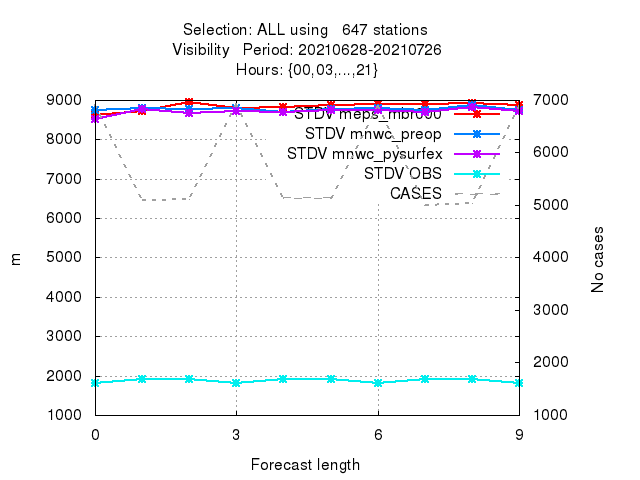 Selection: ALL using   647 stations
Visibility   Period: 20210628-20210726
Hours: {00,03,...,21}
9000
8000
7000
6000
5000
4000
3000
2000
1000
m
STDV meps_mbr000
STDV mnwc_preop
STDV mnwc_pysurfex
STDV OBS
CASES
7000
6000
5000
4000
3000
2000
1000
No cases
0 3 6 9
Forecast length